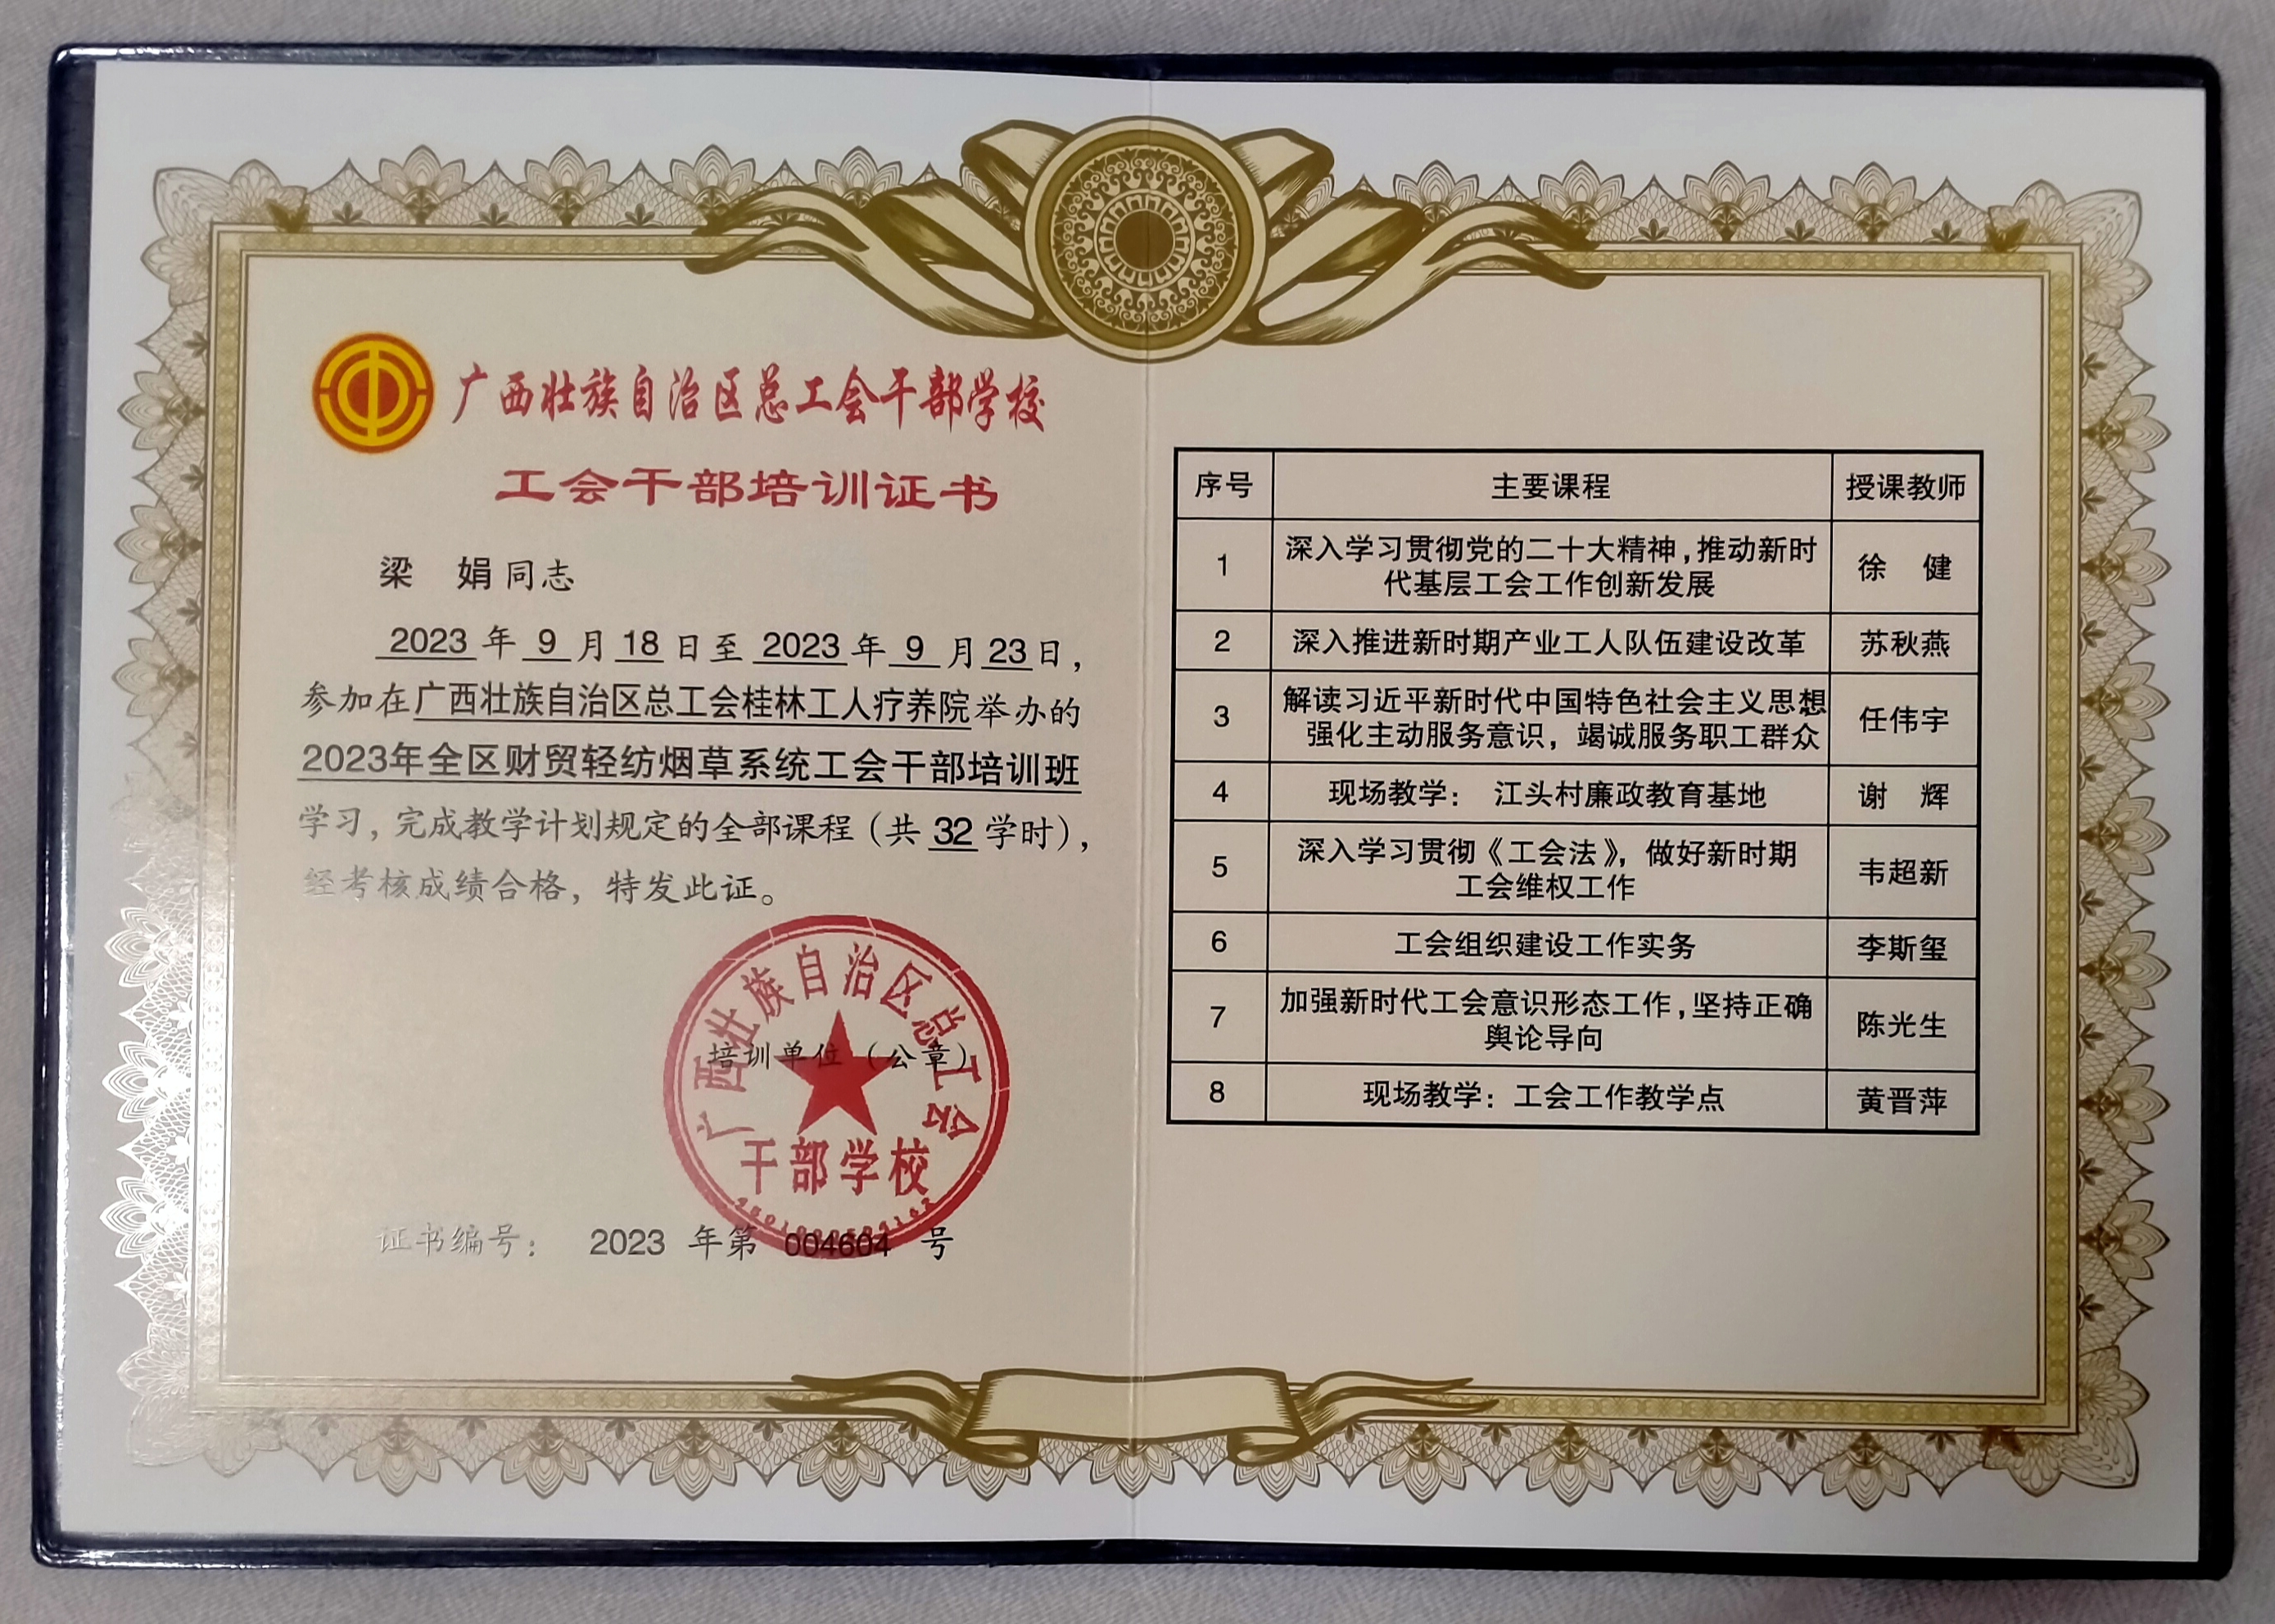 广西壮族自治区总工会干部学校
工会干部培训证书
梁 娟同志
2023 年 9 月 18 日至 2023 年 9 月 23 日，
参加在广西壮族自治区总工会桂林工人疗养院举办的
2023年全区财贸轻纺烟草系统工会干部培训班
学习，完成教学计划规定的全部课程（共 32 学时），
经考核成绩合格，特发此证。
广西壮族自治区总工会
培训单位（公章）
干部学校
证书编号： 2023 年第 004604 号
序号 主要课程 授课教师
1 深入学习贯彻党的二十大精神，推动新时
代基层工会工作创新发展 徐 健
2 深入推进新时期产业工人队伍建设改革 苏秋燕
3 解读习近平新时代中国特色社会主义思想
强化主动服务意识，竭诚服务职工群众 任伟宇
4 现场教学： 江头村廉政教育基地 谢 辉
5 深入学习贯彻《工会法》，做好新时期
工会维权工作 韦超新
6 工会组织建设工作实务 李斯玺
7 加强新时代工会意识形态工作，坚持正确
舆论导向 陈光生
8 现场教学：工会工作教学点 黄晋萍